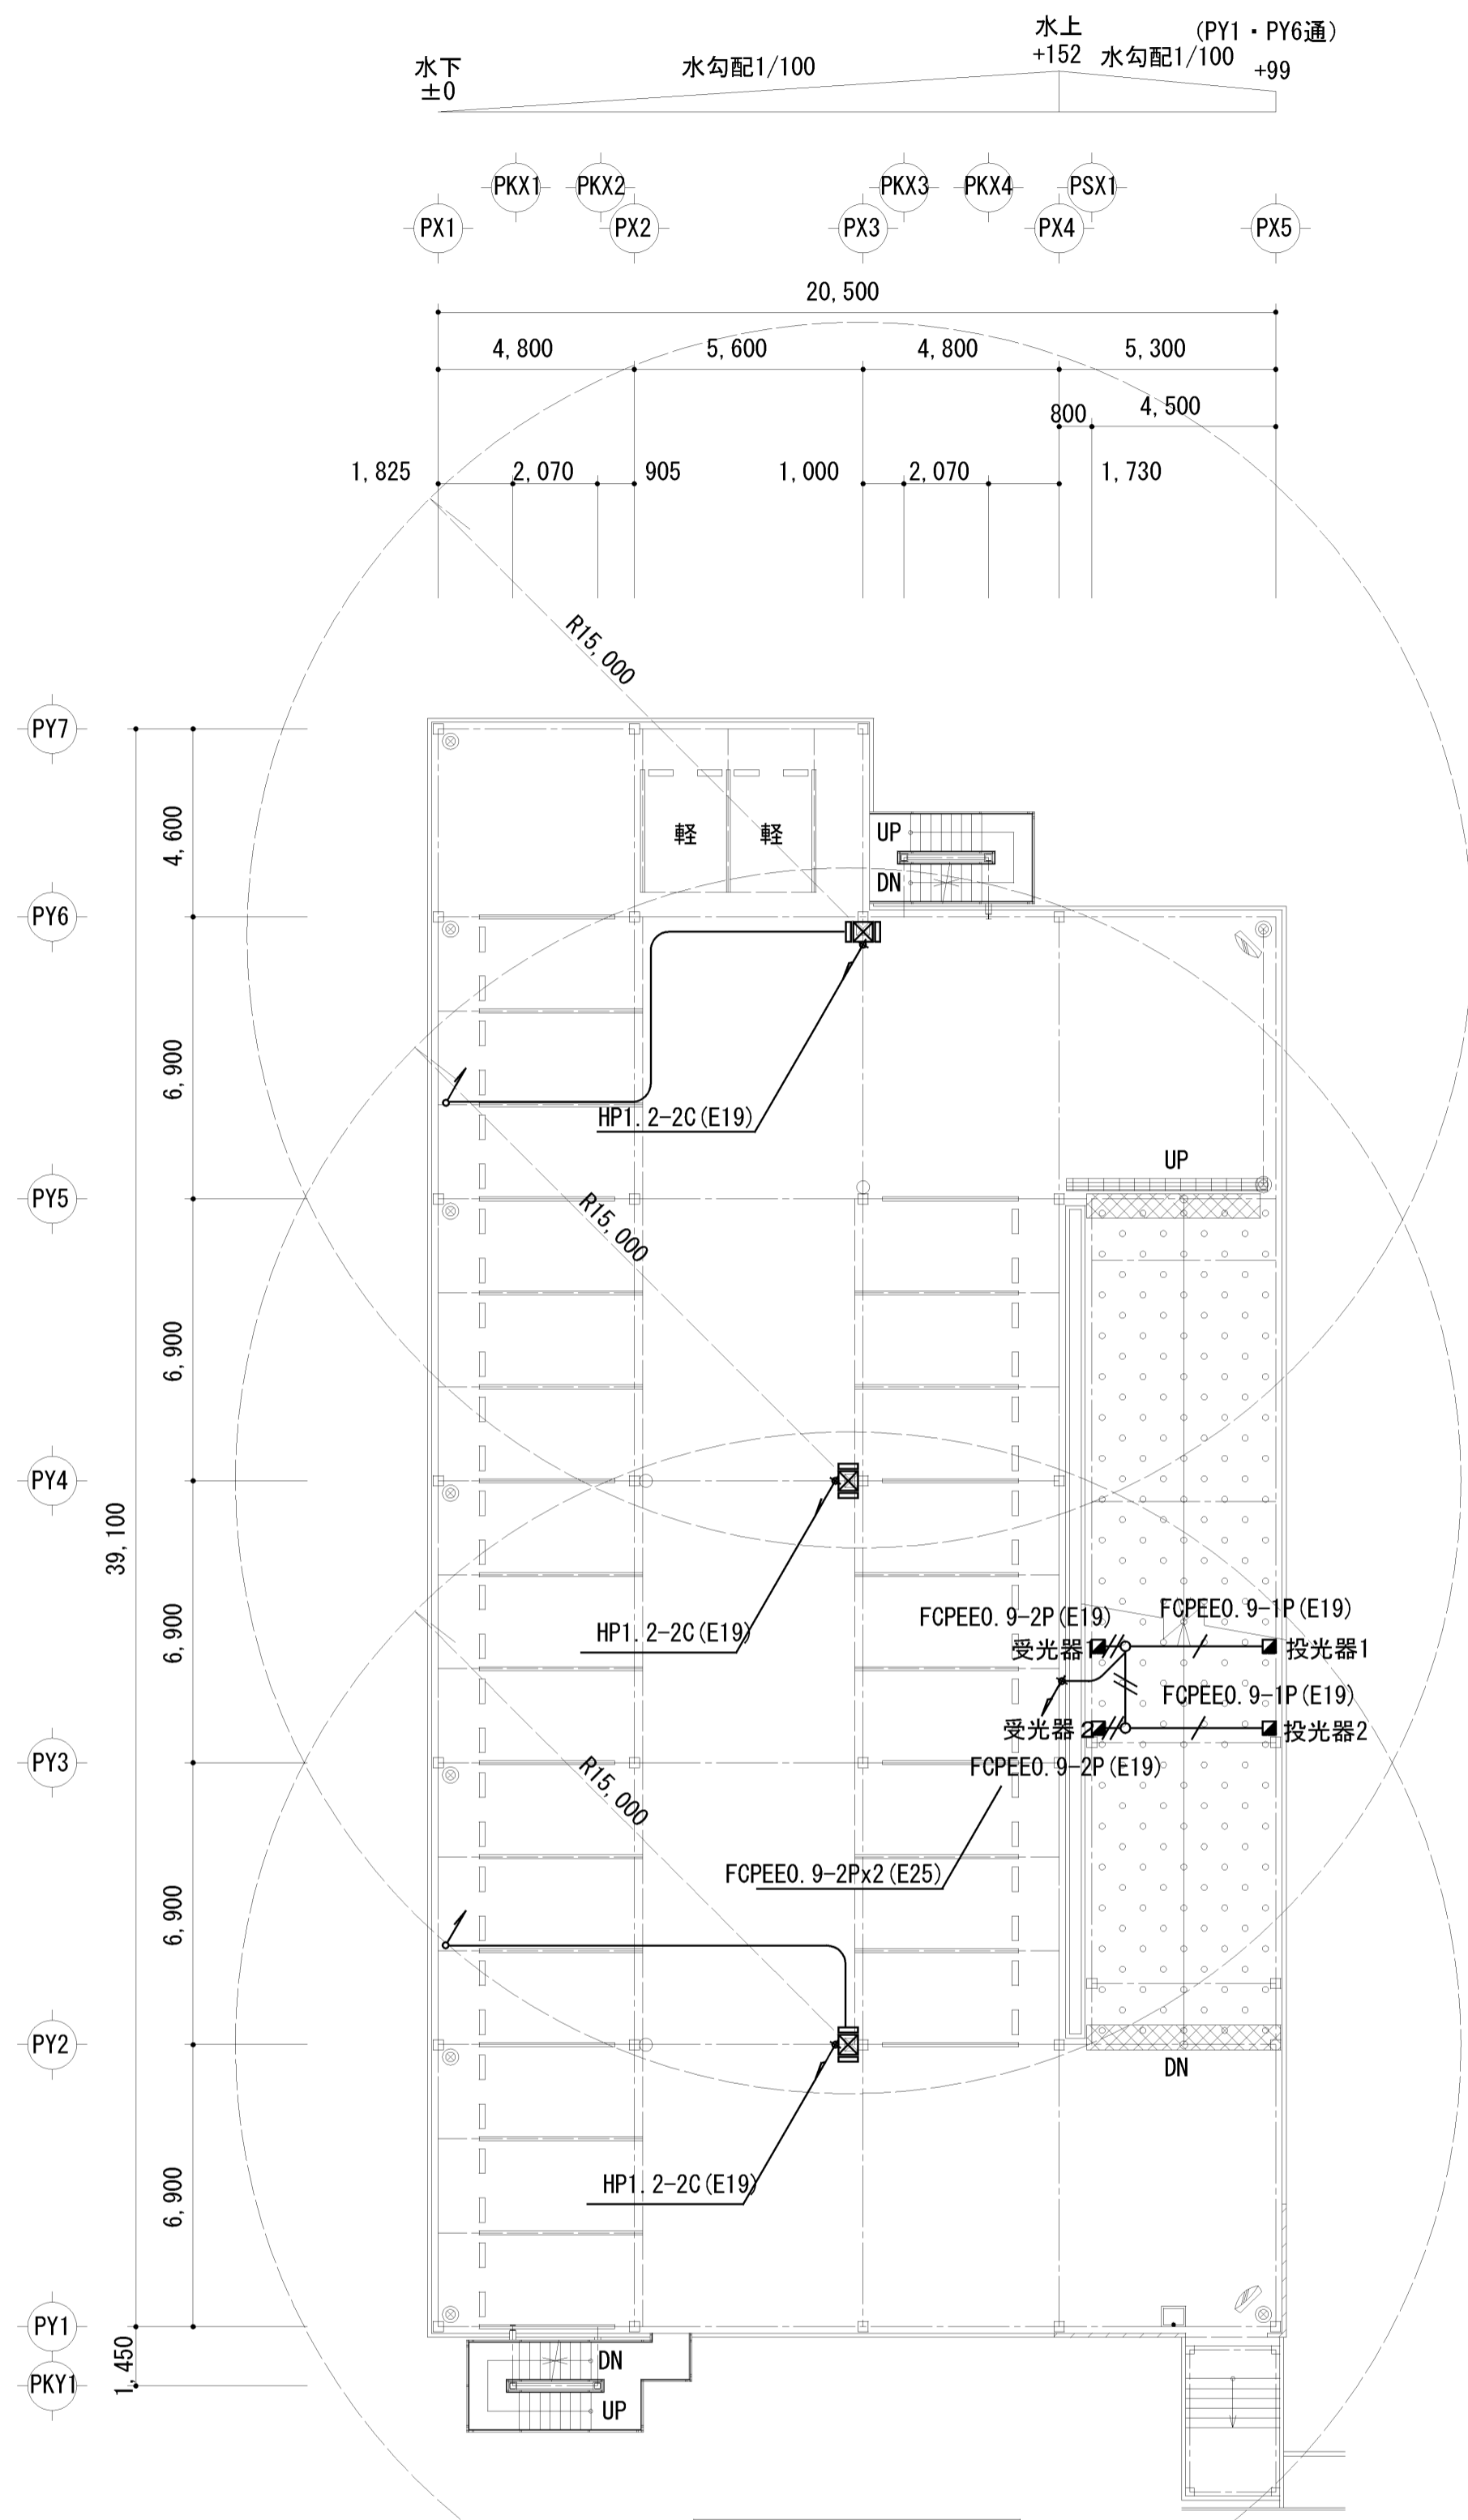 水上
(PY1・PY6通)
水下
水勾配1/100
+152
水勾配1/100
+99
±0
PKX1
PKX2
PKX3
PKX4
PSX1
PX1
PX2
PX3
PX4
PX5
20,500
4,800
5,600
4,800
5,300
800
4,500
1,825
2,070
905
1,000
2,070
1,730
R15,000
PY7
4,600
軽
軽
UP
DN
PY6
6,900
HP1.2-2C(E19)
UP
PY5
R15,000
6,900
PY4
39,100
HP1.2-2C(E19)
6,900
FCPEE0.9-2P(E19)
FCPEE0.9-1P(E19)
受光器1
投光器1
FCPEE0.9-1P(E19)
受光器2
投光器2
PY3
FCPEE0.9-2P(E19)
R15,000
FCPEE0.9-2Px2(E25)
6,900
PY2
DN
HP1.2-2C(E19)
6,900
PY1
1,450
DN
PKY1
UP